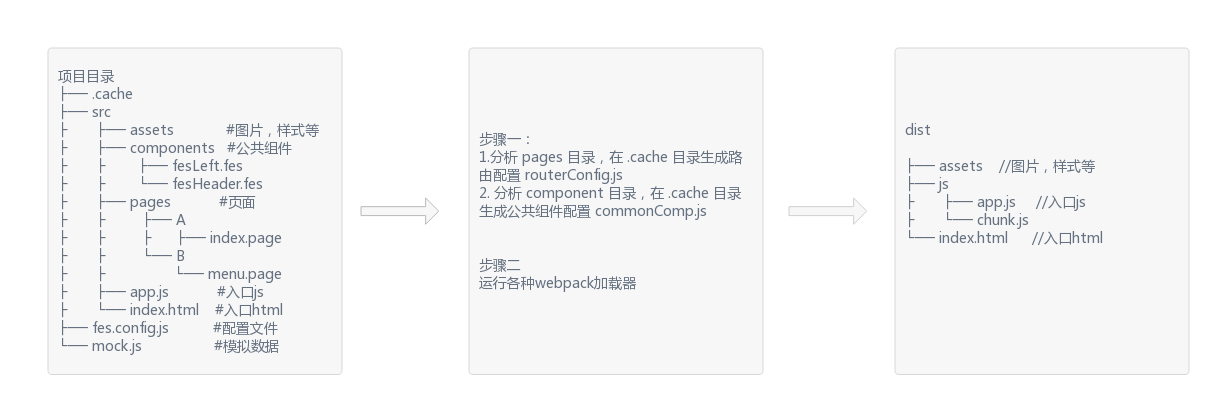 项目目录
├── .cache
├── src
├   ├── assets   #图片，样式等
├   ├── components   #公共组件
├   ├   ├── fesLeft.fes
├   ├   └── fesHeader.fes
├   ├── pages   #页面
├   ├   ├── A
├   ├   ├   ├── index.page
├   ├   └── B
├   ├       └── menu.page
├   ├── app.js   #入口js
├   └── index.html   #入口html
├── fes.config.js   #配置文件
└── mock.js   #模拟数据
步骤一：
1.分析 pages 目录，在 .cache 目录生成路
由配置 routerConfig.js
2. 分析 component 目录，在 .cache 目录
生成公共组件配置 commonComp.js
步骤二
运行各种webpack加载器
dist
├── assets   //图片，样式等
├── js
├   ├── app.js   //入口js
├   └── chunk.js
└── index.html   //入口html